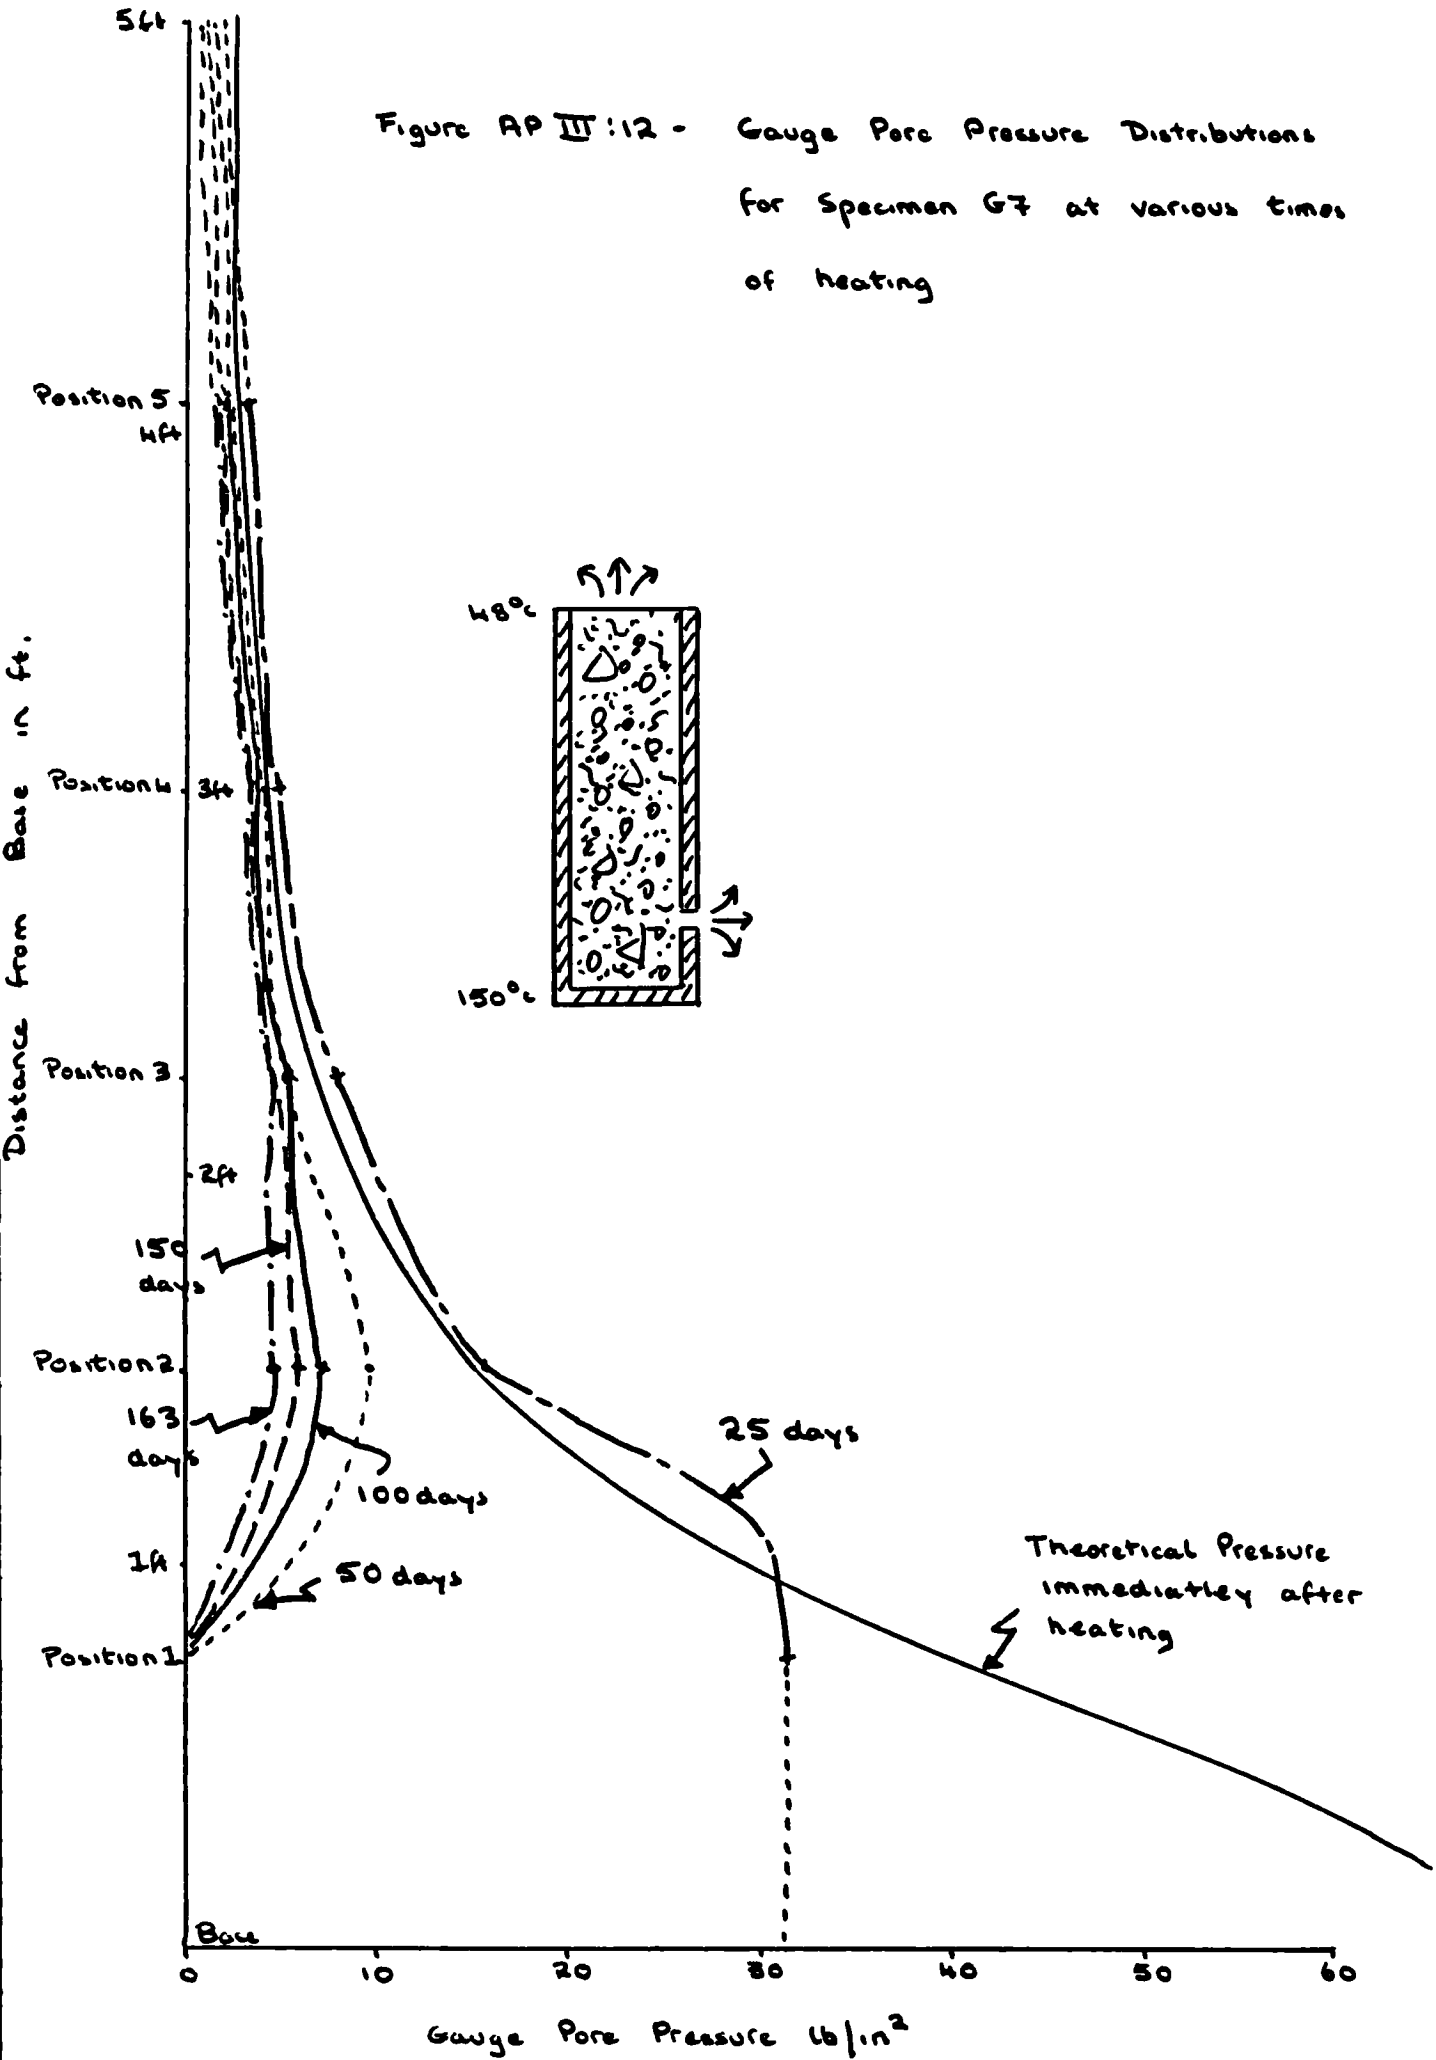 5ft
Figure AP III:12 - Gauge Pore Pressure Distributions
for Specimen G7 at various times
of heating
Position 5
4ft
48°c
Distance from Base in ft.
Position 4 3ft
150°c
Position 3
2ft
150
days
Position 2
163
days
25 days
100 days
1ft
50 days
Theoretical Pressure
immediatley after
heating
Position 1
Base
0 10 20 30 40 50 60
Gauge Pore Pressure lb/in²